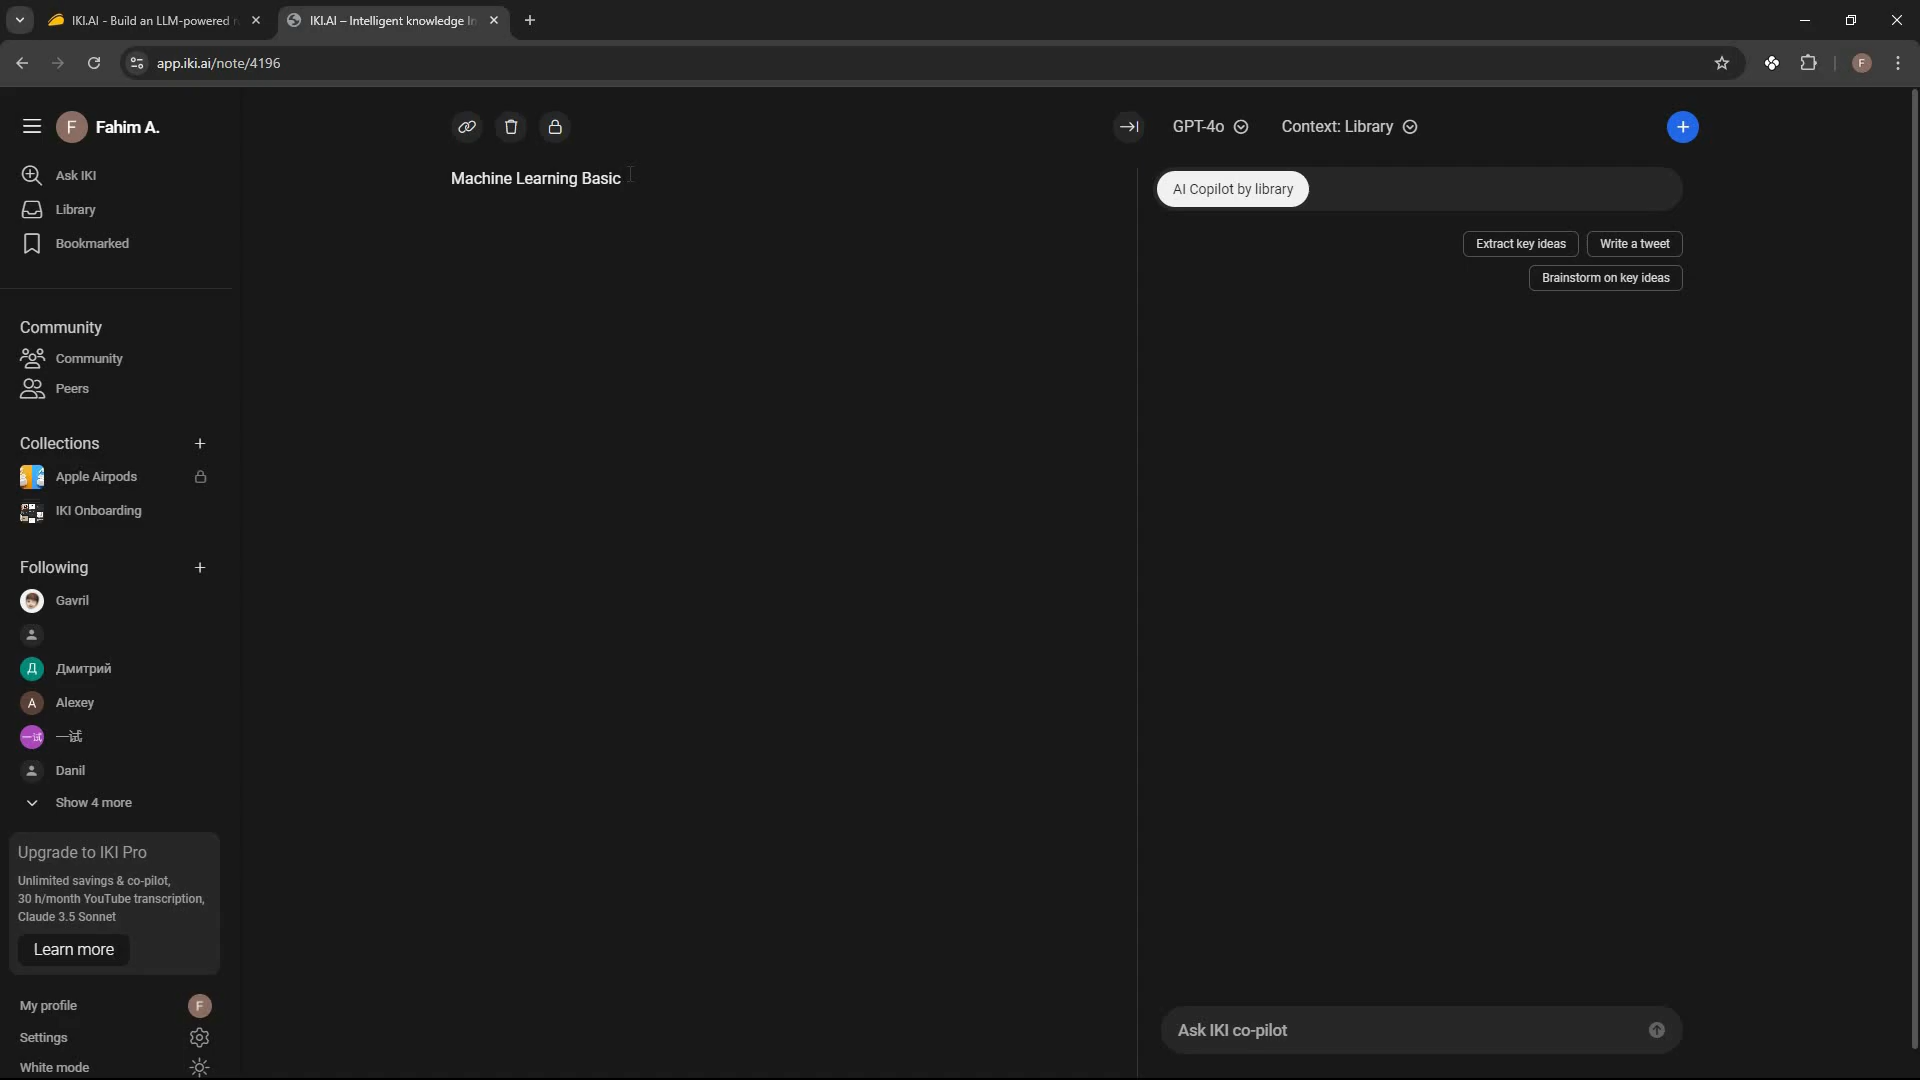 IKI.AI - Build an LLM-powered
IKI.AI – Intelligent knowledge In
app.iki.ai/note/4196
F
F
Fahim A.
Ask IKI
Library
Bookmarked
Community
Community
Peers
Collections
Apple Airpods
IKI Onboarding
Following
Gavril
Д
Дмитрий
A
Alexey
一试
一试
Danil
Show 4 more
Upgrade to IKI Pro
Unlimited savings & co-pilot,
30 h/month YouTube transcription,
Claude 3.5 Sonnet
Learn more
My profile
F
Settings
White mode
Machine Learning Basic
GPT-4o
Context: Library
AI Copilot by library
Extract key ideas
Write a tweet
Brainstorm on key ideas
Ask IKI co-pilot